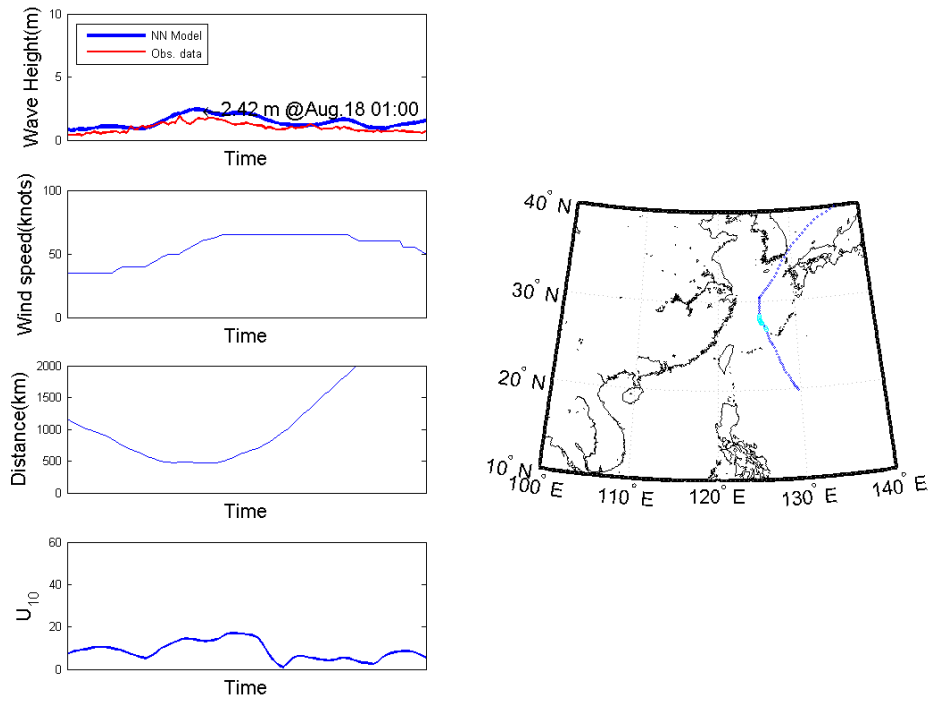 10
5
0
Wave Height(m)
NN Model
Obs. data
2.42 m @Aug.18 01:00
Time
100
50
0
Wind speed(knots)
Time
2000
1500
1000
500
0
Distance(km)
Time
60
40
20
0
U10
Time
40° N
30° N
20° N
10° N
100° E
110° E
120° E
130° E
140° E